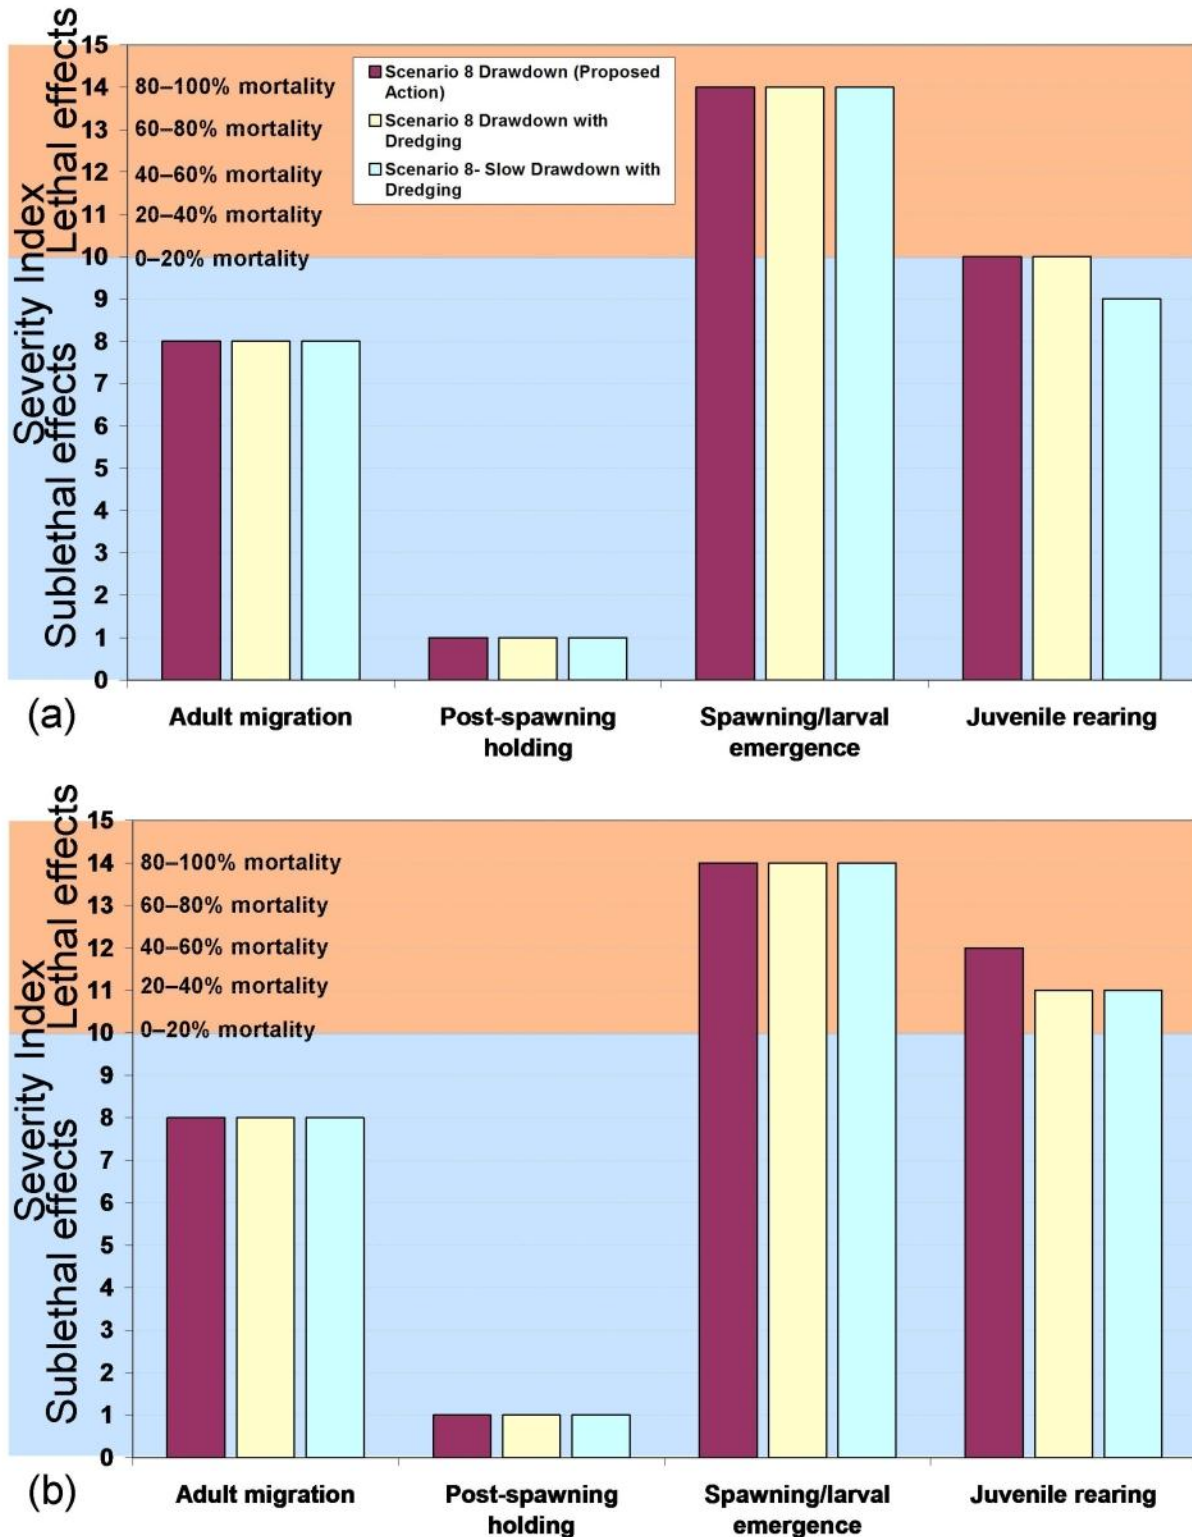 Severity Index
Sublethal effects Lethal effects
15
14
13
12
11
10
9
8
7
6
5
4
3
2
1
0
80–100% mortality
60–80% mortality
40–60% mortality
20–40% mortality
0–20% mortality
Scenario 8 Drawdown (Proposed
Action)
Scenario 8 Drawdown with
Dredging
Scenario 8- Slow Drawdown with
Dredging
(a)
Adult migration
Post-spawning
holding
Spawning/larval
emergence
Juvenile rearing
Severity Index
Sublethal effects Lethal effects
15
14
13
12
11
10
9
8
7
6
5
4
3
2
1
0
80–100% mortality
60–80% mortality
40–60% mortality
20–40% mortality
0–20% mortality
(b)
Adult migration
Post-spawning
holding
Spawning/larval
emergence
Juvenile rearing